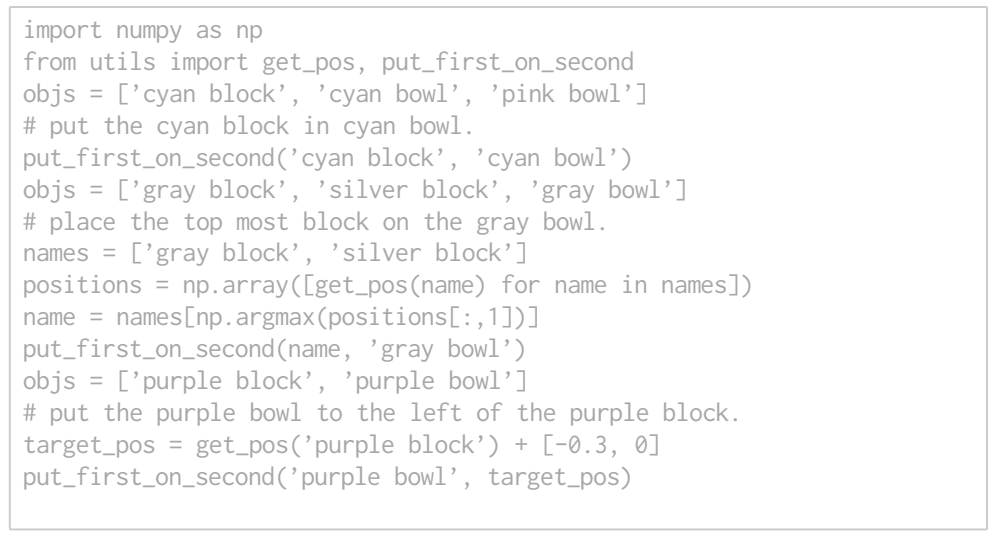 import numpy as np
from utils import get_pos, put_first_on_second
objs = [’cyan block’, ’cyan bowl’, ’pink bowl’]
# put the cyan block in cyan bowl.
put_first_on_second(’cyan block’, ’cyan bowl’)
objs = [’gray block’, ’silver block’, ’gray bowl’]
# place the top most block on the gray bowl.
names = [’gray block’, ’silver block’]
positions = np.array([get_pos(name) for name in names])
name = names[np.argmax(positions[:,1])]
put_first_on_second(name, ’gray bowl’)
objs = [’purple block’, ’purple bowl’]
# put the purple bowl to the left of the purple block.
target_pos = get_pos(’purple block’) + [-0.3, 0]
put_first_on_second(’purple bowl’, target_pos)